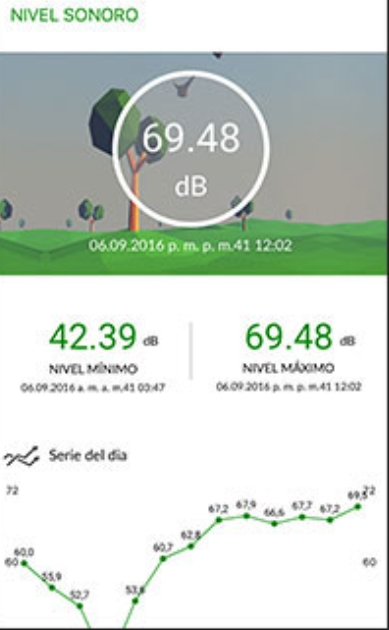 NIVEL SONORO
69.48
dB
06.09.2016 p. m. p. m.41 12:02
42.39 dB
NIVEL MÍNIMO
06.09.2016 a. m. a. m.41 03:47
69.48 dB
NIVEL MÁXIMO
06.09.2016 p. m. p. m.41 12:02
Serie del dia
72
60,0
55,9
52,7
53,6
60,7
62,8
67,2
67,9
66,6
67,7
67,2
69,5
72
60
60